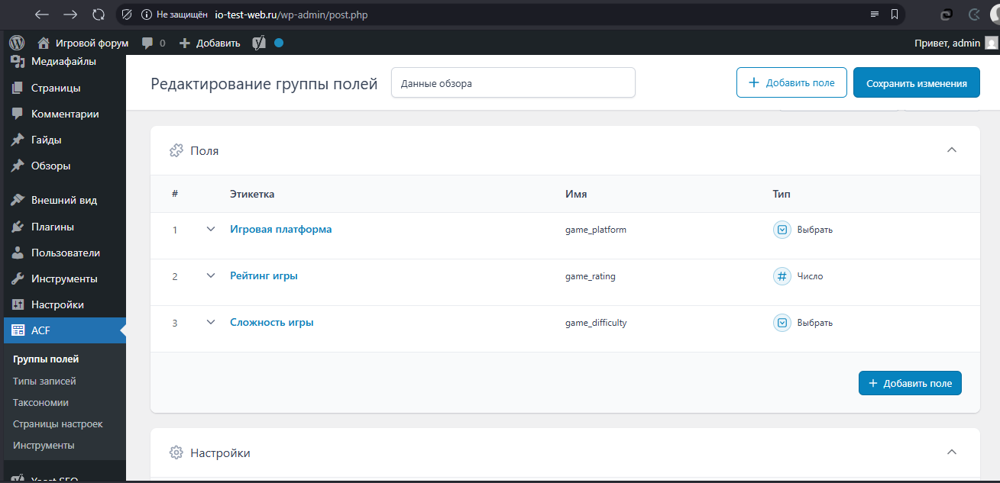 Не защищён io-test-web.ru/wp-admin/post.php
Игровой форум 0 Добавить Привет, admin
Медиафайлы
Страницы
Комментарии
Гайды
Обзоры
Внешний вид
Плагины
Пользователи
Инструменты
Настройки
ACF
Группы полей
Типы записей
Таксономии
Страницы настроек
Инструменты
Yoast SEO
Редактирование группы полей Данные обзора + Добавить поле Сохранить изменения
Поля
# Этикетка Имя Тип
1 Игровая платформа game_platform Выбрать
2 Рейтинг игры game_rating # Число
3 Сложность игры game_difficulty Выбрать
+ Добавить поле
Настройки